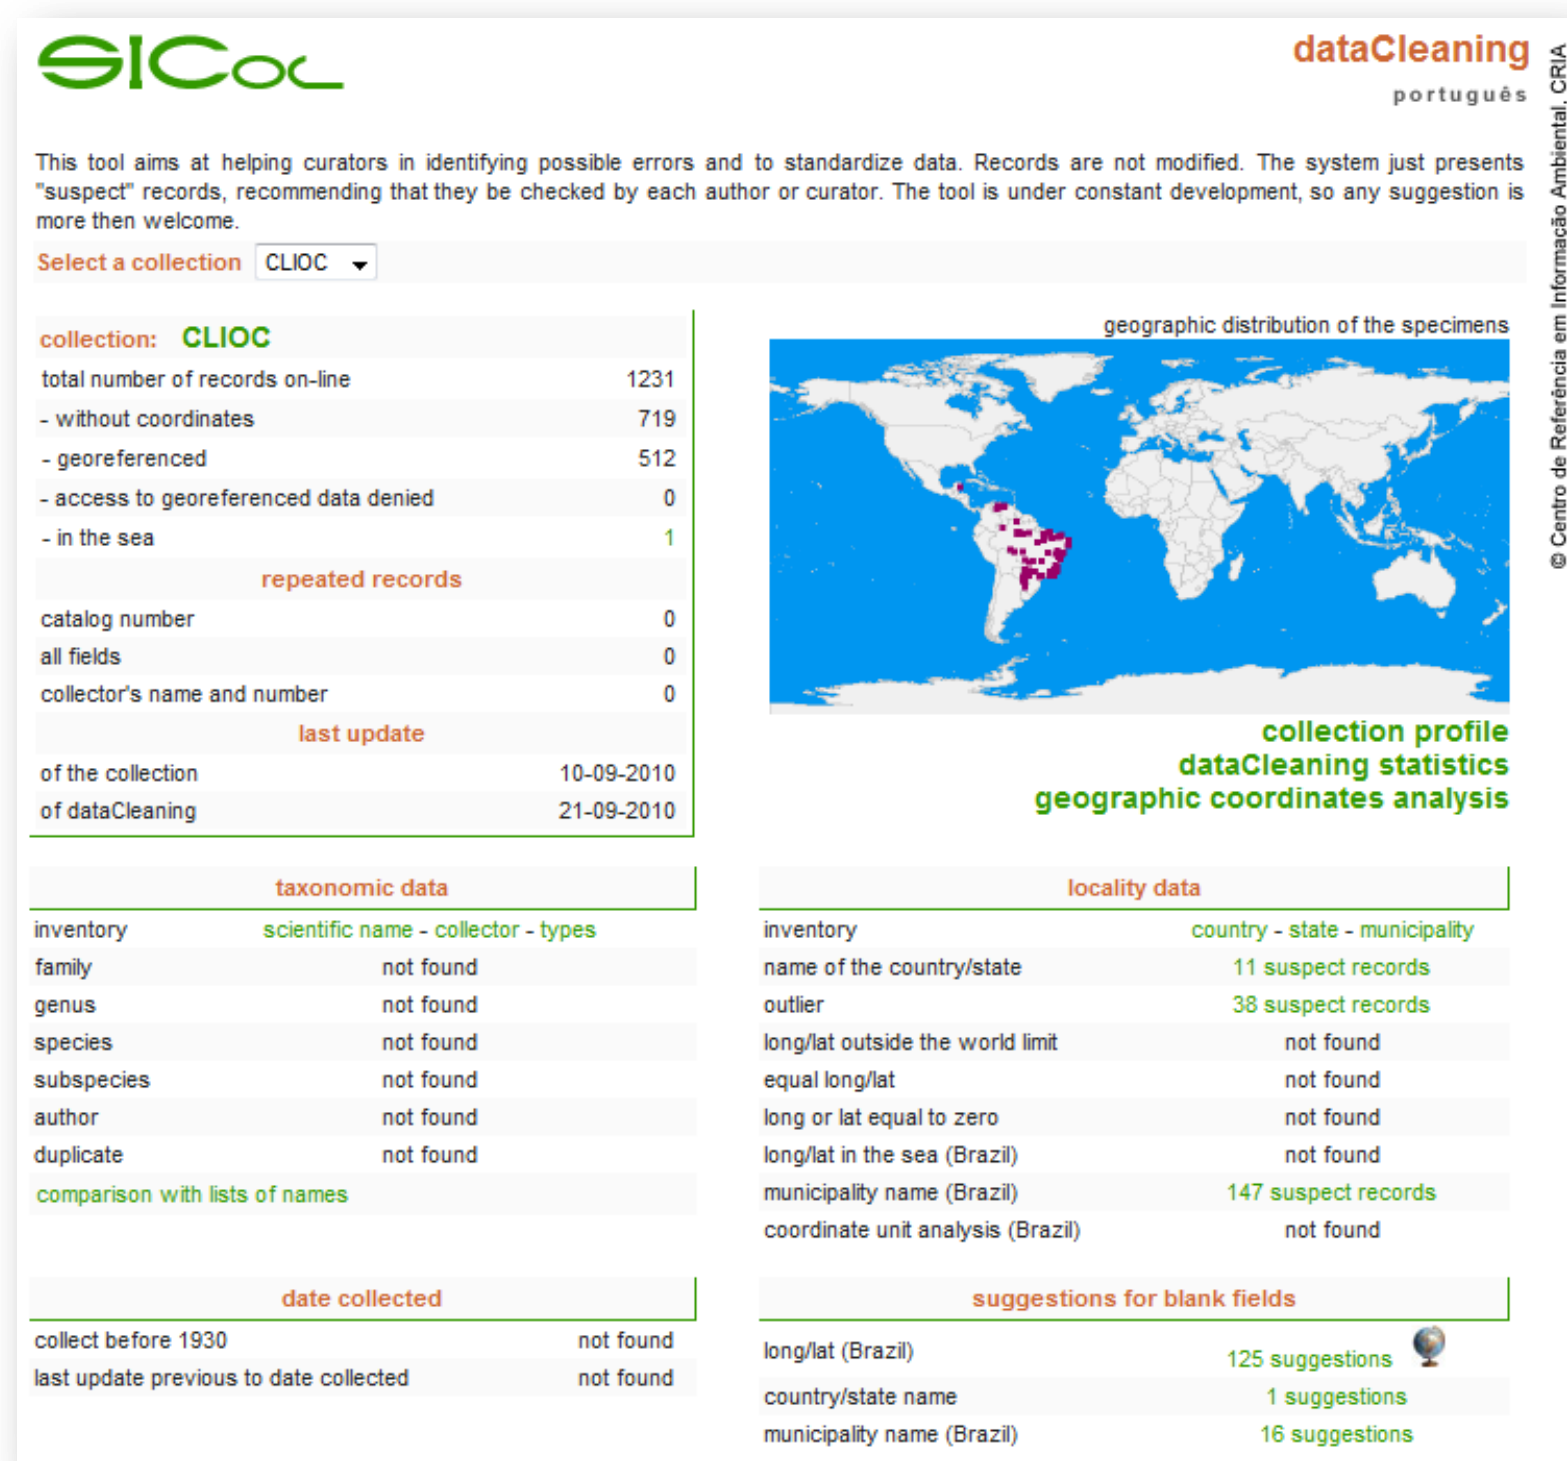 SICOL
dataCleaning
português
© Centro de Referência em Informação Ambiental, CRIA
This tool aims at helping curators in identifying possible errors and to standardize data. Records are not modified. The system just presents
"suspect" records, recommending that they be checked by each author or curator. The tool is under constant development, so any suggestion is
more then welcome.
Select a collection CLIOC
collection: CLIOC
total number of records on-line 1231
- without coordinates 719
- georeferenced 512
- access to georeferenced data denied 0
- in the sea 1
repeated records
catalog number 0
all fields 0
collector's name and number 0
last update
of the collection 10-09-2010
of dataCleaning 21-09-2010
geographic distribution of the specimens
collection profile
dataCleaning statistics
geographic coordinates analysis
taxonomic data
inventory scientific name - collector - types
family not found
genus not found
species not found
subspecies not found
author not found
duplicate not found
comparison with lists of names
locality data
inventory country - state - municipality
name of the country/state 11 suspect records
outlier 38 suspect records
long/lat outside the world limit not found
equal long/lat not found
long or lat equal to zero not found
long/lat in the sea (Brazil) not found
municipality name (Brazil) 147 suspect records
coordinate unit analysis (Brazil) not found
date collected
collect before 1930 not found
last update previous to date collected not found
suggestions for blank fields
long/lat (Brazil) 125 suggestions
country/state name 1 suggestions
municipality name (Brazil) 16 suggestions